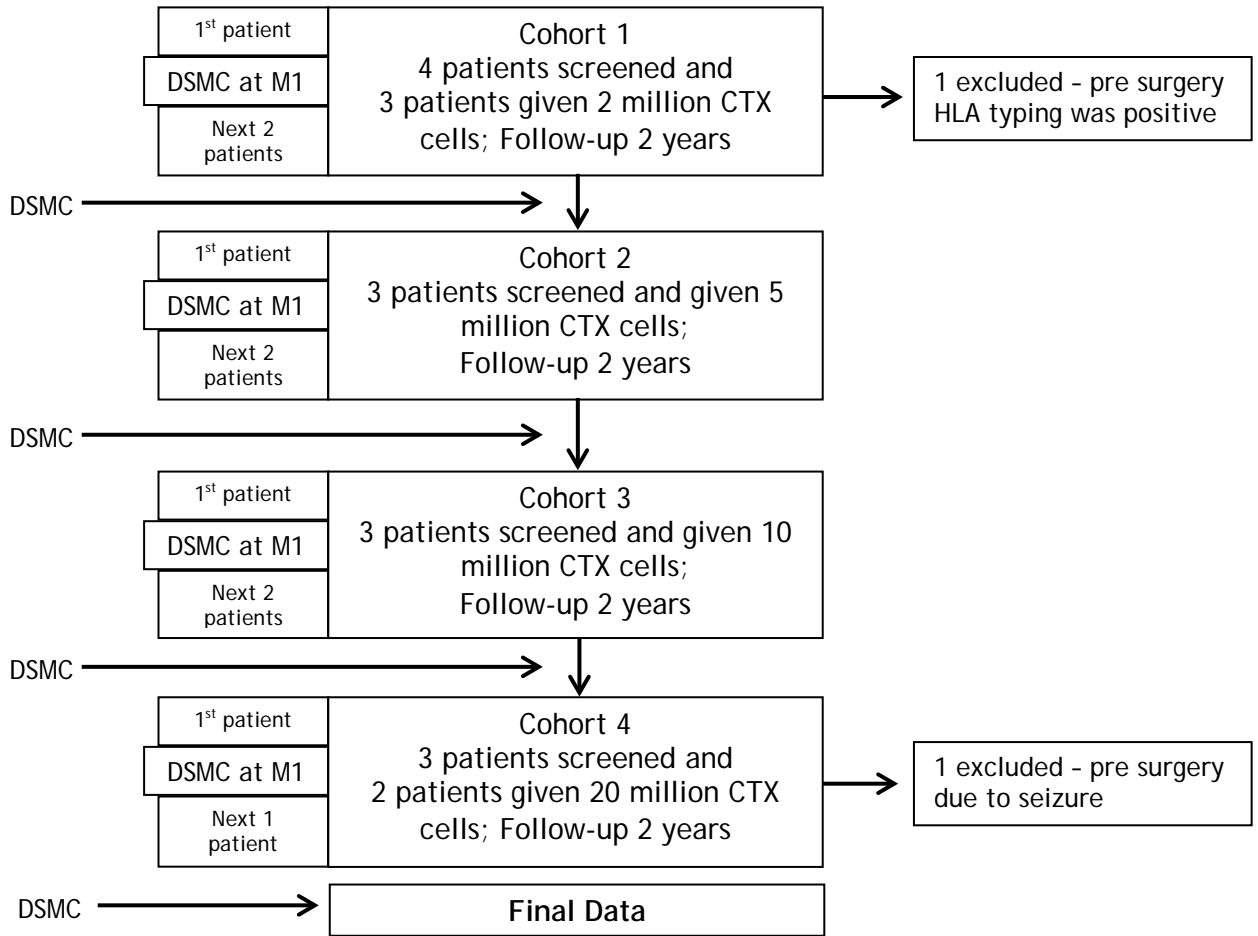 1st patient
DSMC at M1
Next 2
patients
Cohort 1
4 patients screened and
3 patients given 2 million CTX
cells; Follow-up 2 years
1 excluded - pre surgery
HLA typing was positive
DSMC
1st patient
DSMC at M1
Next 2
patients
Cohort 2
3 patients screened and given 5
million CTX cells;
Follow-up 2 years
DSMC
1st patient
DSMC at M1
Next 2
patients
Cohort 3
3 patients screened and given 10
million CTX cells;
Follow-up 2 years
DSMC
1st patient
DSMC at M1
Next 1
patient
Cohort 4
3 patients screened and
2 patients given 20 million CTX
cells; Follow-up 2 years
1 excluded - pre surgery
due to seizure
DSMC
Final Data